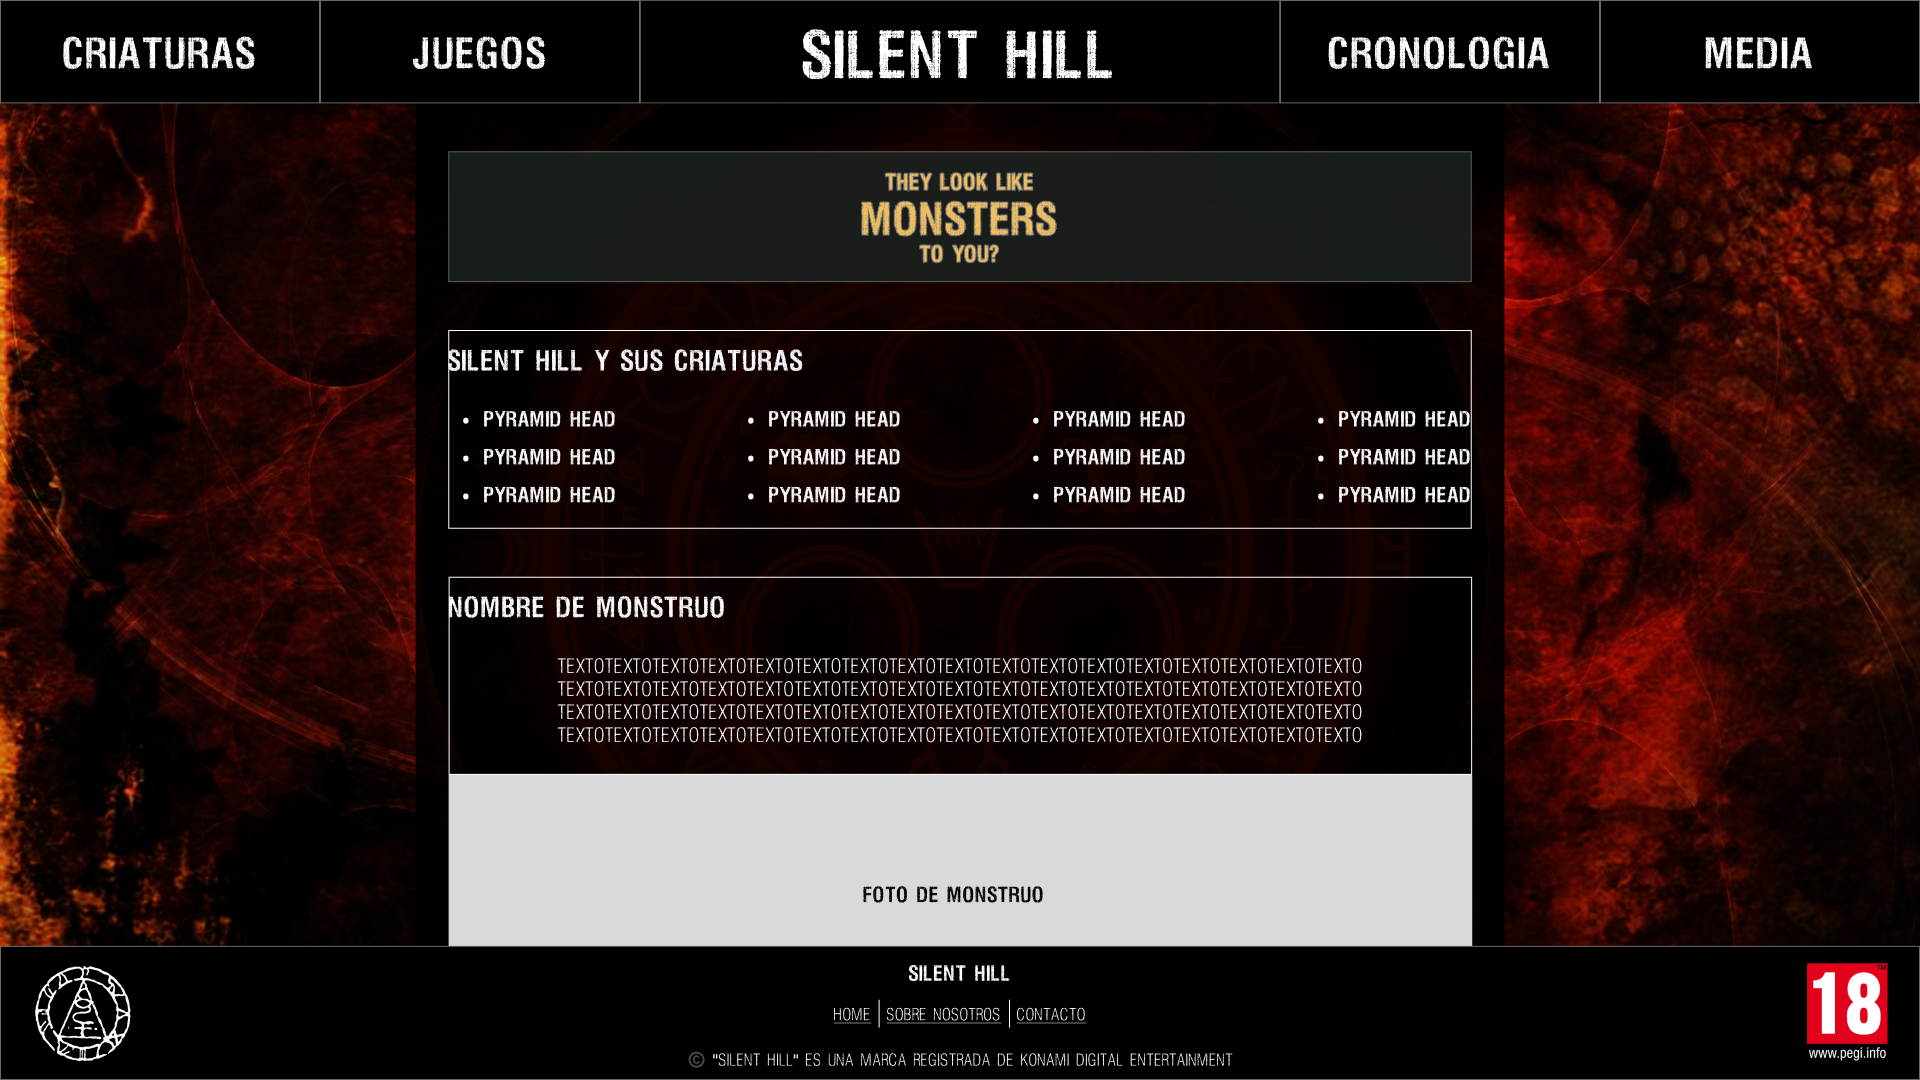 CRIATURAS
JUEGOS
SILENT HILL
CRONOLOGIA
MEDIA
THEY LOOK LIKE
MONSTERS
TO YOU?
SILENT HILL Y SUS CRIATURAS
• PYRAMID HEAD • PYRAMID HEAD • PYRAMID HEAD • PYRAMID HEAD
• PYRAMID HEAD • PYRAMID HEAD • PYRAMID HEAD • PYRAMID HEAD
• PYRAMID HEAD • PYRAMID HEAD • PYRAMID HEAD • PYRAMID HEAD
NOMBRE DE MONSTRUO
TEXTOTEXTOTEXTOTEXTOTEXTOTEXTOTEXTOTEXTOTEXTOTEXTOTEXTOTEXTOTEXTOTEXTOTEXTOTEXTOTEXTO
TEXTOTEXTOTEXTOTEXTOTEXTOTEXTOTEXTOTEXTOTEXTOTEXTOTEXTOTEXTOTEXTOTEXTOTEXTOTEXTOTEXTO
TEXTOTEXTOTEXTOTEXTOTEXTOTEXTOTEXTOTEXTOTEXTOTEXTOTEXTOTEXTOTEXTOTEXTOTEXTOTEXTOTEXTO
TEXTOTEXTOTEXTOTEXTOTEXTOTEXTOTEXTOTEXTOTEXTOTEXTOTEXTOTEXTOTEXTOTEXTOTEXTOTEXTOTEXTO
FOTO DE MONSTRUO
SILENT HILL
HOME | SOBRE NOSOTROS | CONTACTO
© "SILENT HILL" ES UNA MARCA REGISTRADA DE KONAMI DIGITAL ENTERTAINMENT
18™
www.pegi.info